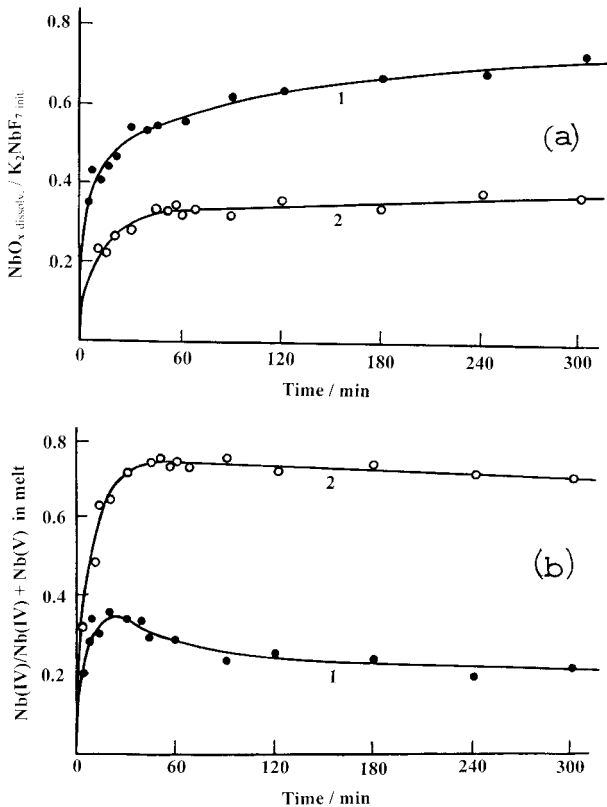 (a)
NbOₓ dissolv. / K₂NbF₇ init.
0.8
0.6
0.4
0.2
1
2
0 60 120 180 240 300
Time / min
(b)
Nb(IV)/Nb(IV) + Nb(V) in melt
0.8
0.6
0.4
0.2
2
1
0 60 120 180 240 300
Time / min